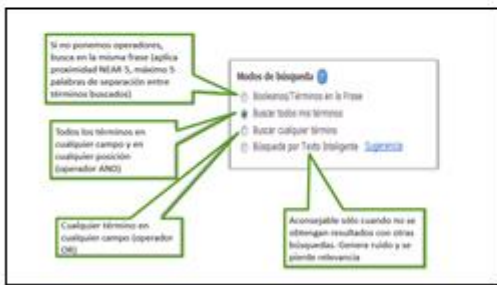 Si no ponemos operadores,
busca en la misma frase (aplica
proximidad NEAR 5, máximo 5
palabras de separación entre
términos buscados)
Modos de búsqueda
Booleanos/Términos en la Frase
Buscar todos mis términos
Buscar cualquier término
Búsqueda por Texto Inteligente Sugerencia
Todos los términos en
cualquier campo y en
cualquier posición
(operador AND)
Cualquier término en
cualquier campo (operador
OR)
Aconsejable sólo cuando no se
obtengan resultados con otras
búsquedas. Genera ruido y se
pierde relevancia